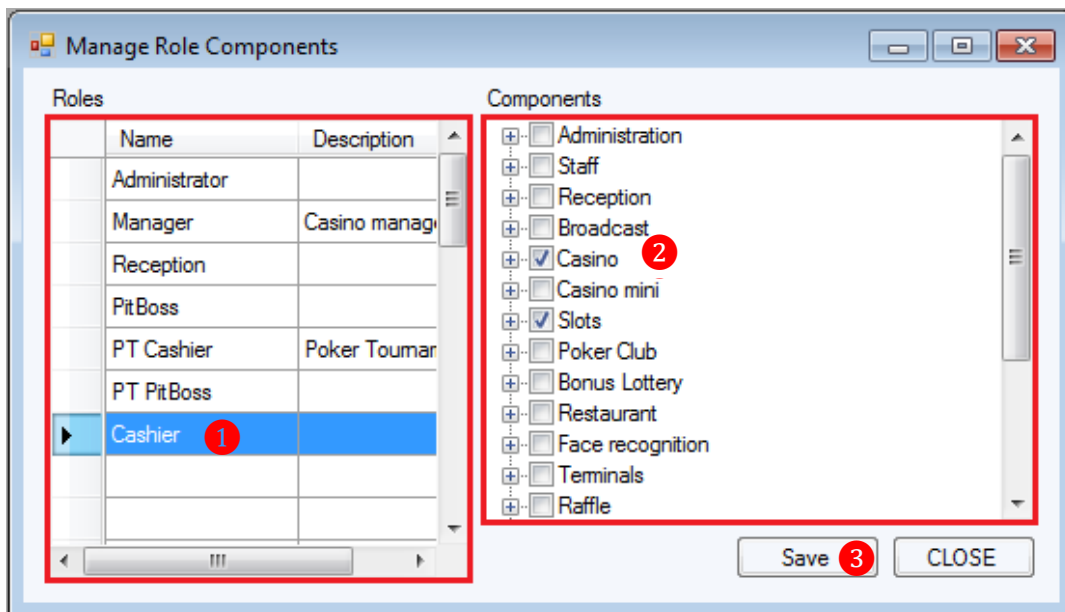 Manage Role Components
Roles
Name Description
Administrator
Manager Casino manag
Reception
PitBoss
PT Cashier Poker Tournam
PT PitBoss
Cashier 1
Components
Administration
Staff
Reception
Broadcast
Casino 2
Casino mini
Slots
Poker Club
Bonus Lottery
Restaurant
Face recognition
Terminals
Raffle
Save 3 CLOSE